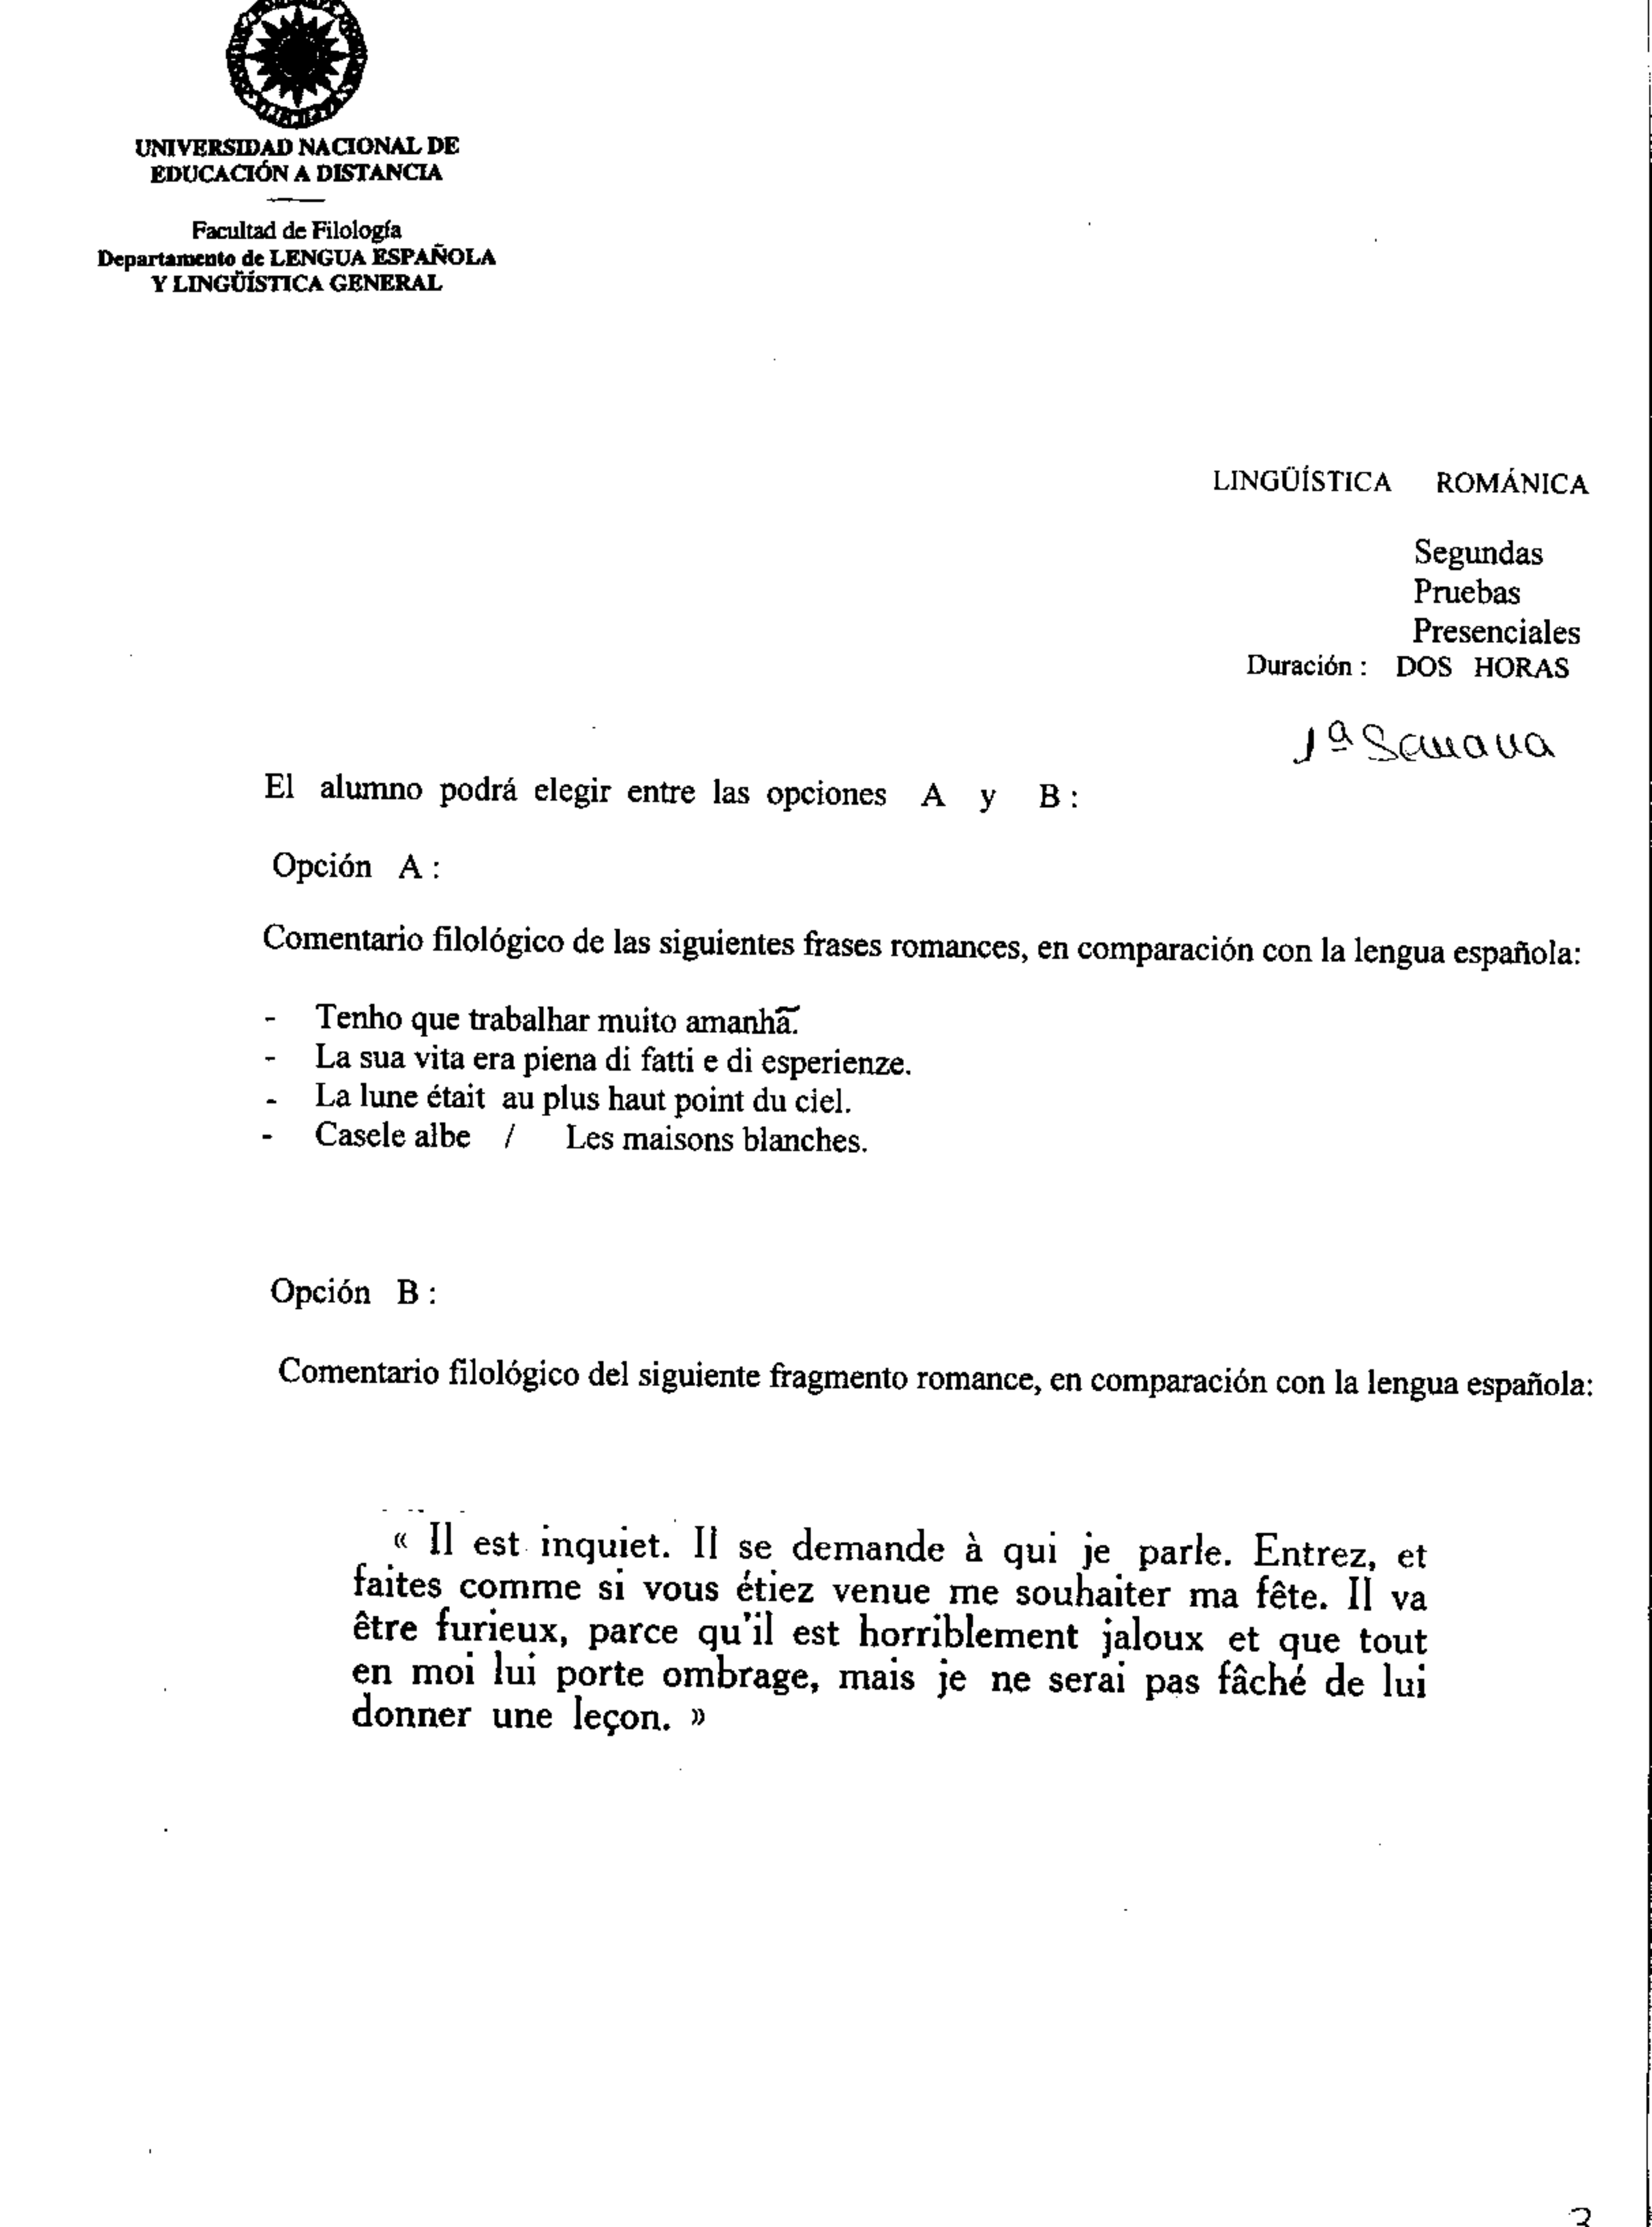 UNIVERSIDAD NACIONAL DE
EDUCACIÓN A DISTANCIA
Facultad de Filología
Departamento de LENGUA ESPAÑOLA
Y LINGÜÍSTICA GENERAL
LINGÜÍSTICA ROMÁNICA
Segundas
Pruebas
Presenciales
Duración : DOS HORAS
1ª Semana
El alumno podrá elegir entre las opciones A y B :
Opción A :
Comentario filológico de las siguientes frases romances, en comparación con la lengua española:
- Tenho que trabalhar muito amanhã.
- La sua vita era piena di fatti e di esperienze.
- La lune était au plus haut point du ciel.
- Casele albe / Les maisons blanches.
Opción B :
Comentario filológico del siguiente fragmento romance, en comparación con la lengua española:
« Il est inquiet. Il se demande à qui je parle. Entrez, et
faites comme si vous étiez venue me souhaiter ma fête. Il va
être furieux, parce qu'il est horriblement jaloux et que tout
en moi lui porte ombrage, mais je ne serai pas fâché de lui
donner une leçon. »
3